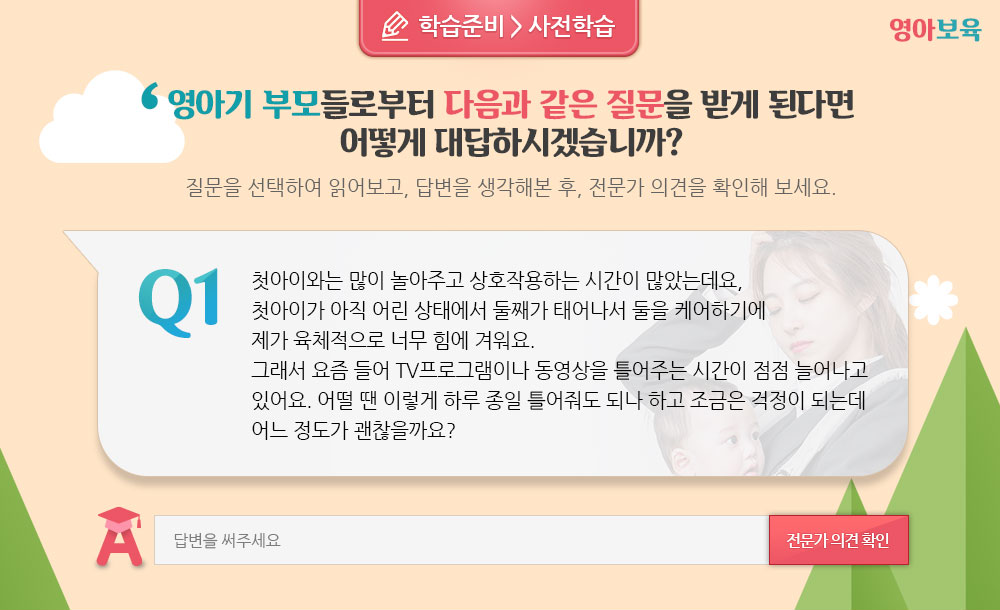 학습준비 > 사전학습
영아보육
‘영아기 부모들로부터 다음과 같은 질문을 받게 된다면
어떻게 대답하시겠습니까?
질문을 선택하여 읽어보고, 답변을 생각해본 후, 전문가 의견을 확인해 보세요.
Q1
첫아이와는 많이 놀아주고 상호작용하는 시간이 많았는데요,
첫아이가 아직 어린 상태에서 둘째가 태어나서 둘을 케어하기에
제가 육체적으로 너무 힘에 겨워요.
그래서 요즘 들어 TV프로그램이나 동영상을 틀어주는 시간이 점점 늘어나고
있어요. 어떨 땐 이렇게 하루 종일 틀어줘도 되나 하고 조금은 걱정이 되는데
어느 정도가 괜찮을까요?
A
답변을 써주세요
전문가 의견 확인